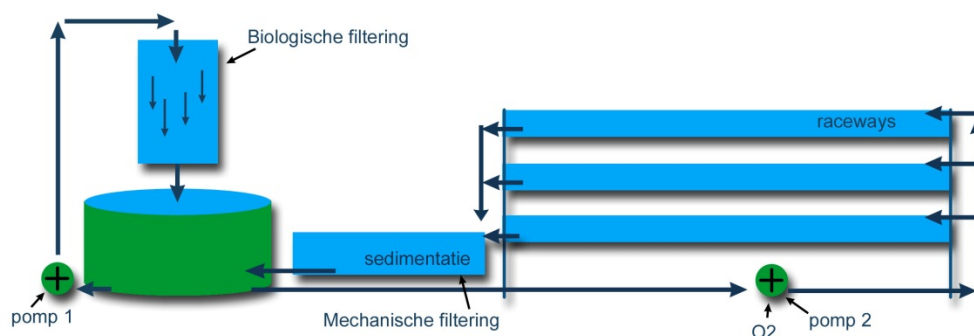 Biologische filtering
raceways
sedimentatie
pomp 1
Mechanische filtering
O2
pomp 2